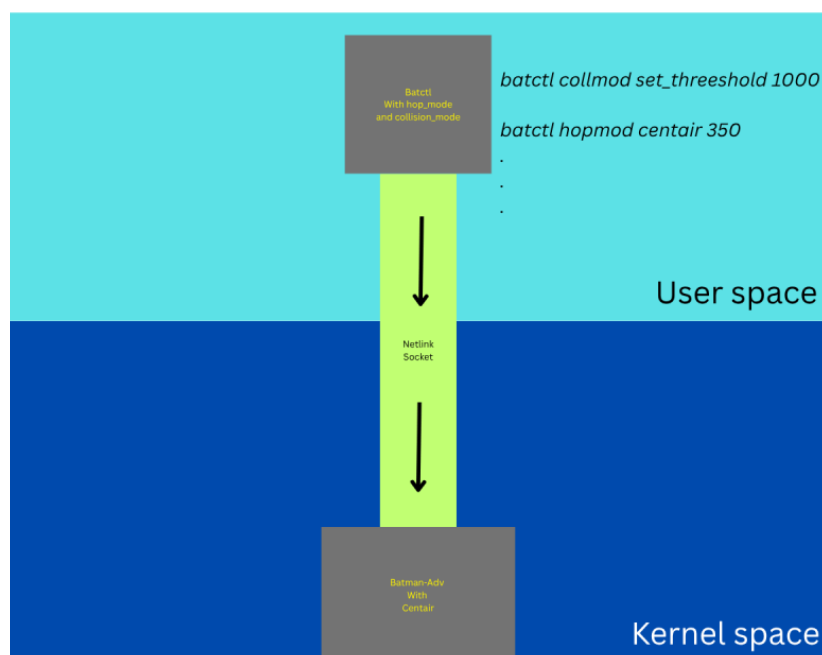 Batctl
With hop_mode
and collision_mode
batctl collmod set_threeshold 1000
batctl hopmod centair 350
.
.
.
User space
Netlink
Socket
Batman-Adv
With
Centair
Kernel space